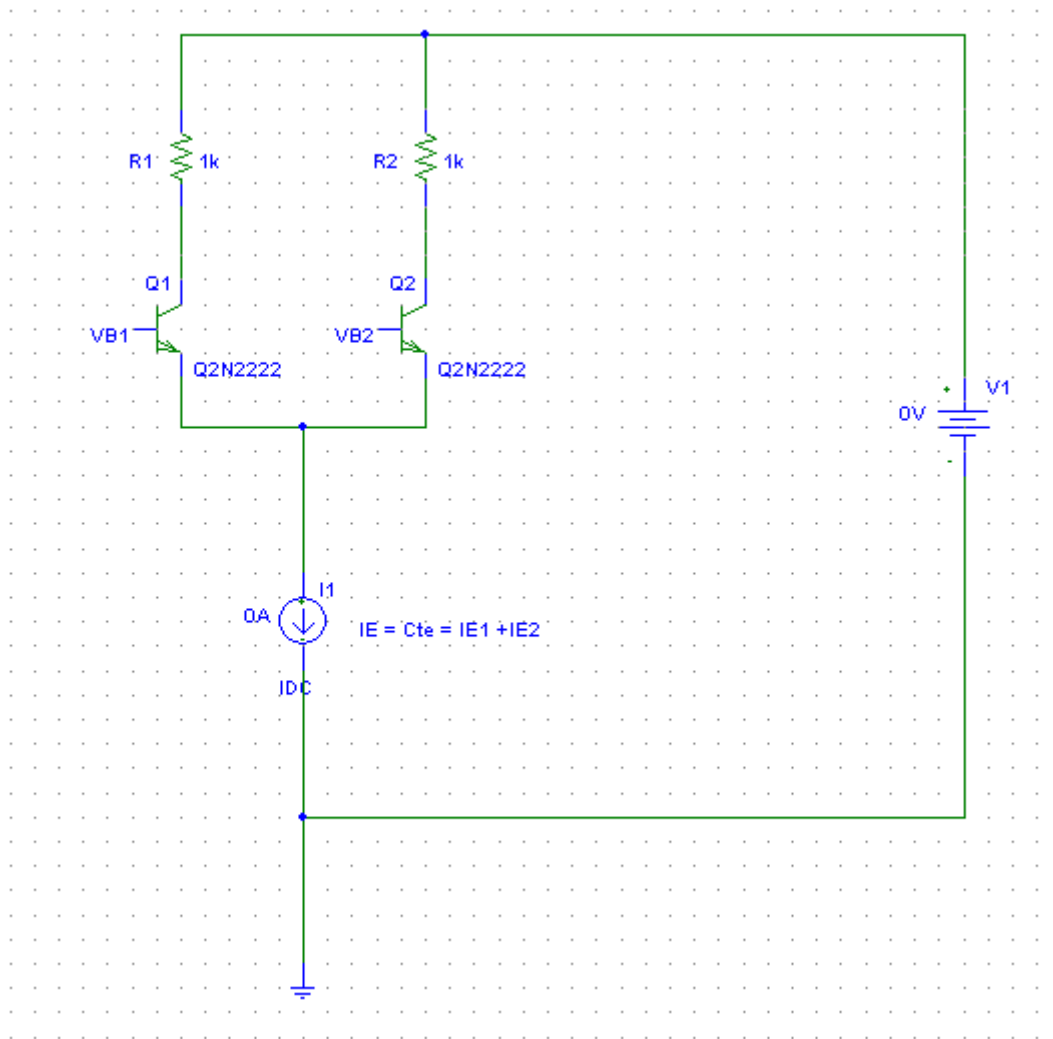 R1 1k
R2 1k
Q1
Q2
VB1
VB2
Q2N2222
Q2N2222
+
V1
0V
-
I1
0A
IE = Cte = IE1 +IE2
IDC